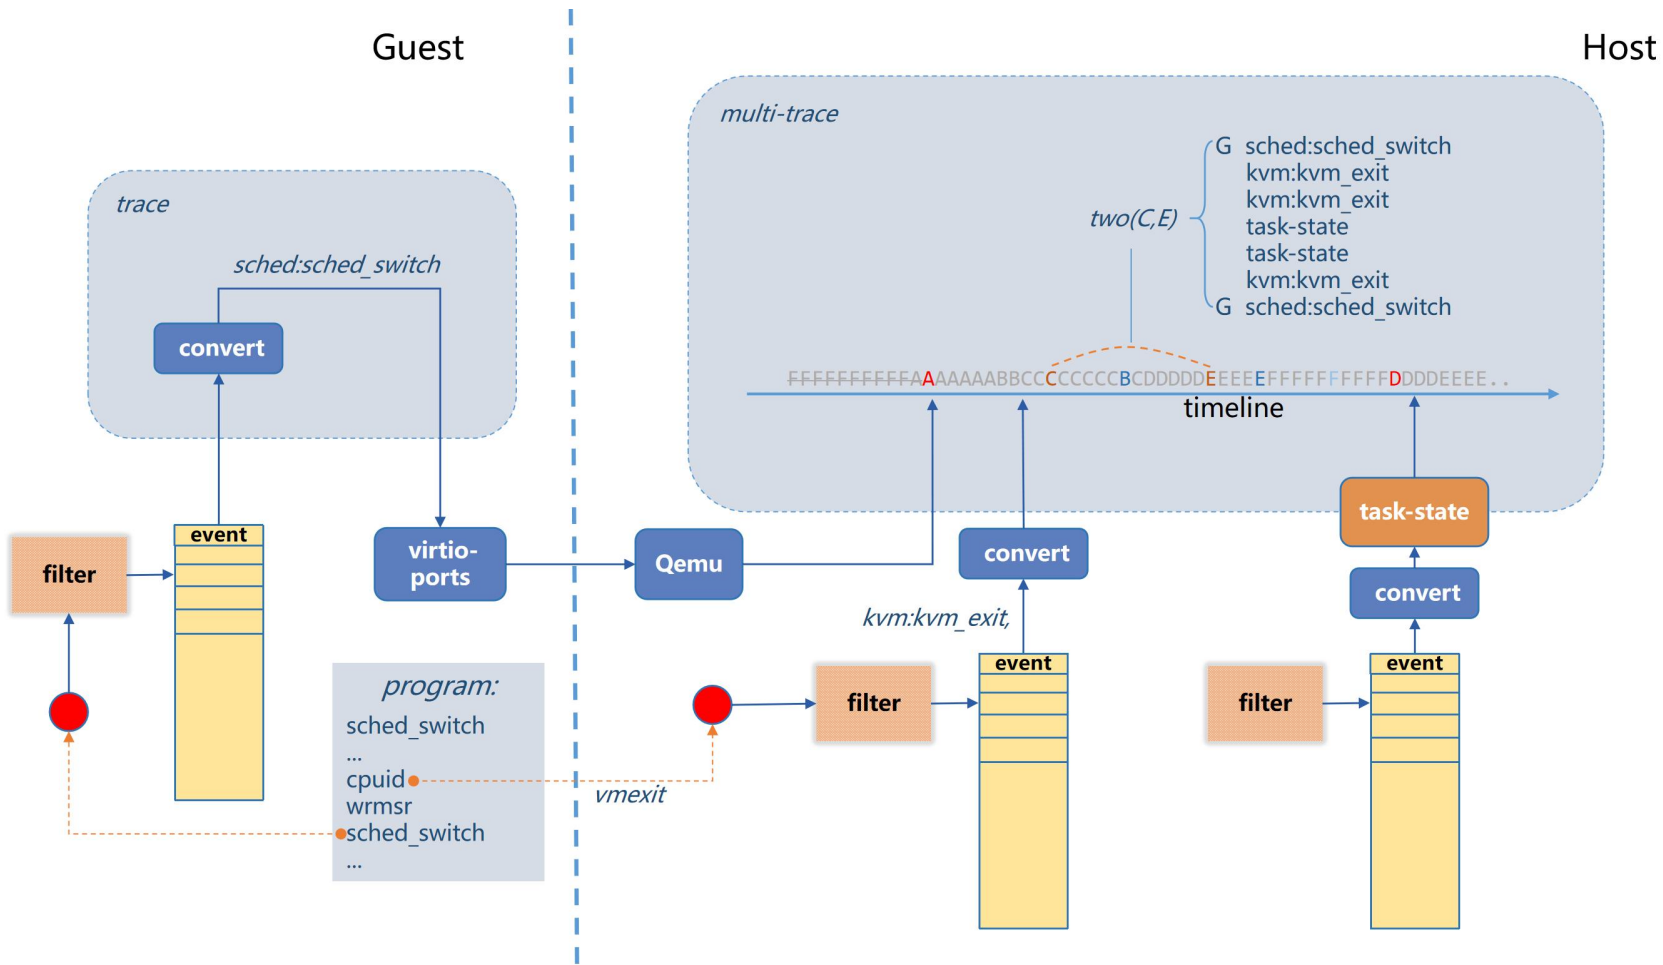 Guest
Host
multi-trace
G sched:sched_switch
kvm:kvm_exit
kvm:kvm_exit
task-state
task-state
kvm:kvm_exit
G sched:sched_switch
two(C,E)
trace
sched:sched_switch
convert
timeline
event
filter
virtio-
ports
Qemu
convert
task-state
convert
kvm:kvm_exit,
program:
sched_switch
...
cpuid
wrmsr
sched_switch
...
vmexit
filter
event
filter
event